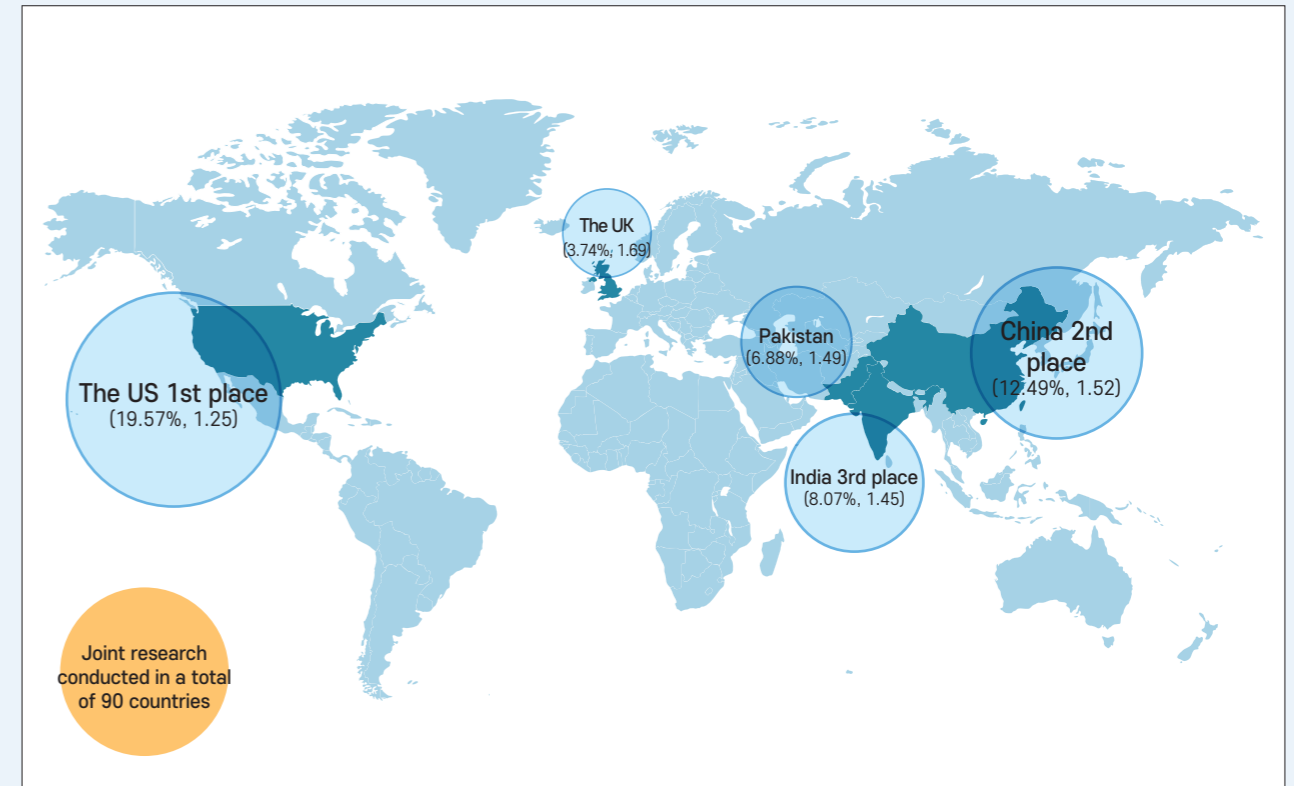 The UK
(3.74%, 1.69)
Pakistan
(6.88%, 1.49)
China 2nd
place
(12.49%, 1.52)
The US 1st place
(19.57%, 1.25)
India 3rd place
(8.07%, 1.45)
Joint research
conducted in a total
of 90 countries